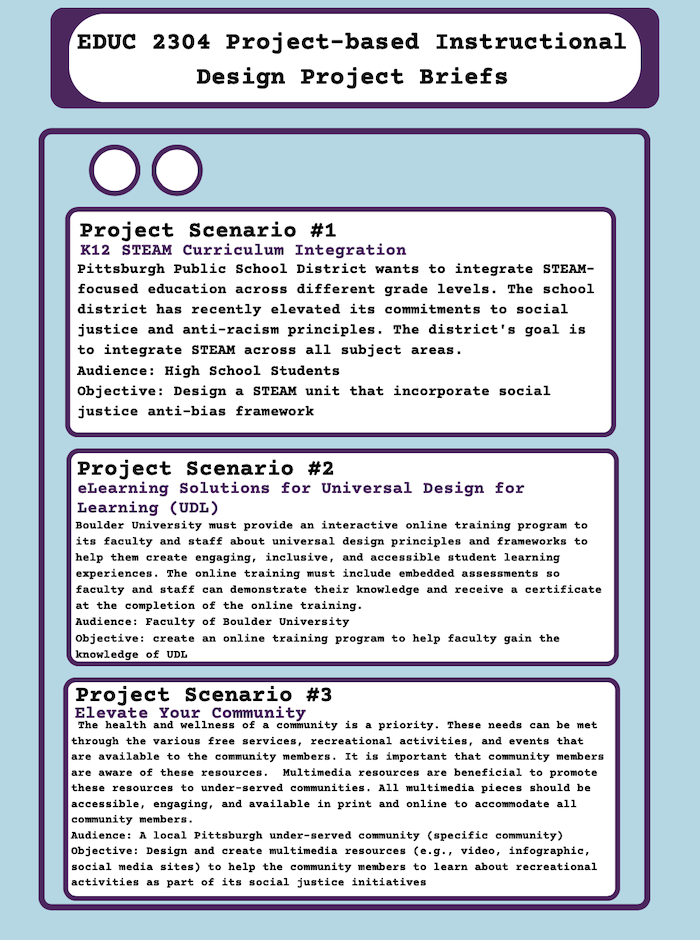 EDUC 2304 Project-based Instructional
Design Project Briefs
Project Scenario #1
K12 STEAM Curriculum Integration
Pittsburgh Public School District wants to integrate STEAM-
focused education across different grade levels. The school
district has recently elevated its commitments to social
justice and anti-racism principles. The district's goal is
to integrate STEAM across all subject areas.
Audience: High School Students
Objective: Design a STEAM unit that incorporate social
justice anti-bias framework
Project Scenario #2
eLearning Solutions for Universal Design for
Learning (UDL)
Boulder University must provide an interactive online training program to
its faculty and staff about universal design principles and frameworks to
help them create engaging, inclusive, and accessible student learning
experiences. The online training must include embedded assessments so
faculty and staff can demonstrate their knowledge and receive a certificate
at the completion of the online training.
Audience: Faculty of Boulder University
Objective: create an online training program to help faculty gain the
knowledge of UDL
Project Scenario #3
Elevate Your Community
The health and wellness of a community is a priority. These needs can be met
through the various free services, recreational activities, and events that
are available to the community members. It is important that community members
are aware of these resources.  Multimedia resources are beneficial to promote
these resources to under-served communities. All multimedia pieces should be
accessible, engaging, and available in print and online to accommodate all
community members.
Audience: A local Pittsburgh under-served community (specific community)
Objective: Design and create multimedia resources (e.g., video, infographic,
social media sites) to help the community members to learn about recreational
activities as part of its social justice initiatives